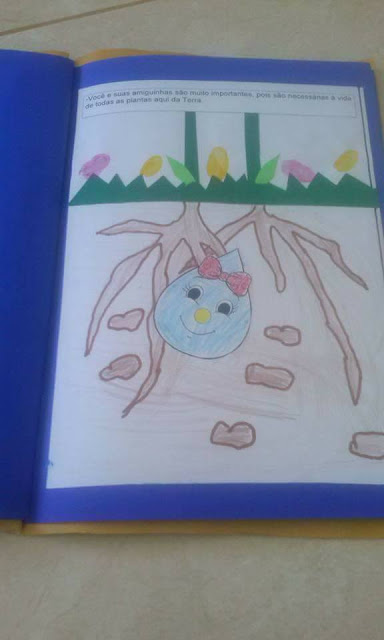 -Você e suas amiguinhas são muito importantes, pois são necessárias à vida
de todas as plantas aqui da Terra.